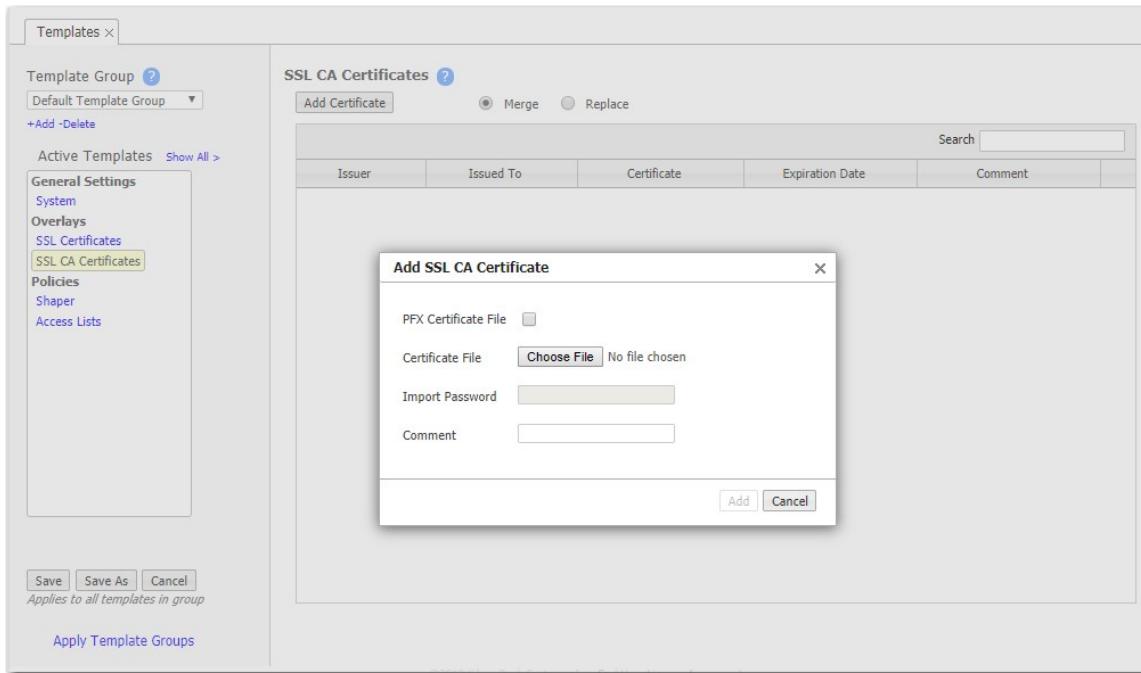 Templates ×
Template Group ?
Default Template Group ▼
+Add -Delete
Active Templates Show All >
General Settings
System
Overlays
SSL Certificates
SSL CA Certificates
Policies
Shaper
Access Lists
Save Save As Cancel
Applies to all templates in group
Apply Template Groups
SSL CA Certificates ?
Add Certificate Merge Replace
Search
Issuer Issued To Certificate Expiration Date Comment
Add SSL CA Certificate ×
PFX Certificate File
Certificate File Choose File No file chosen
Import Password
Comment
Add Cancel